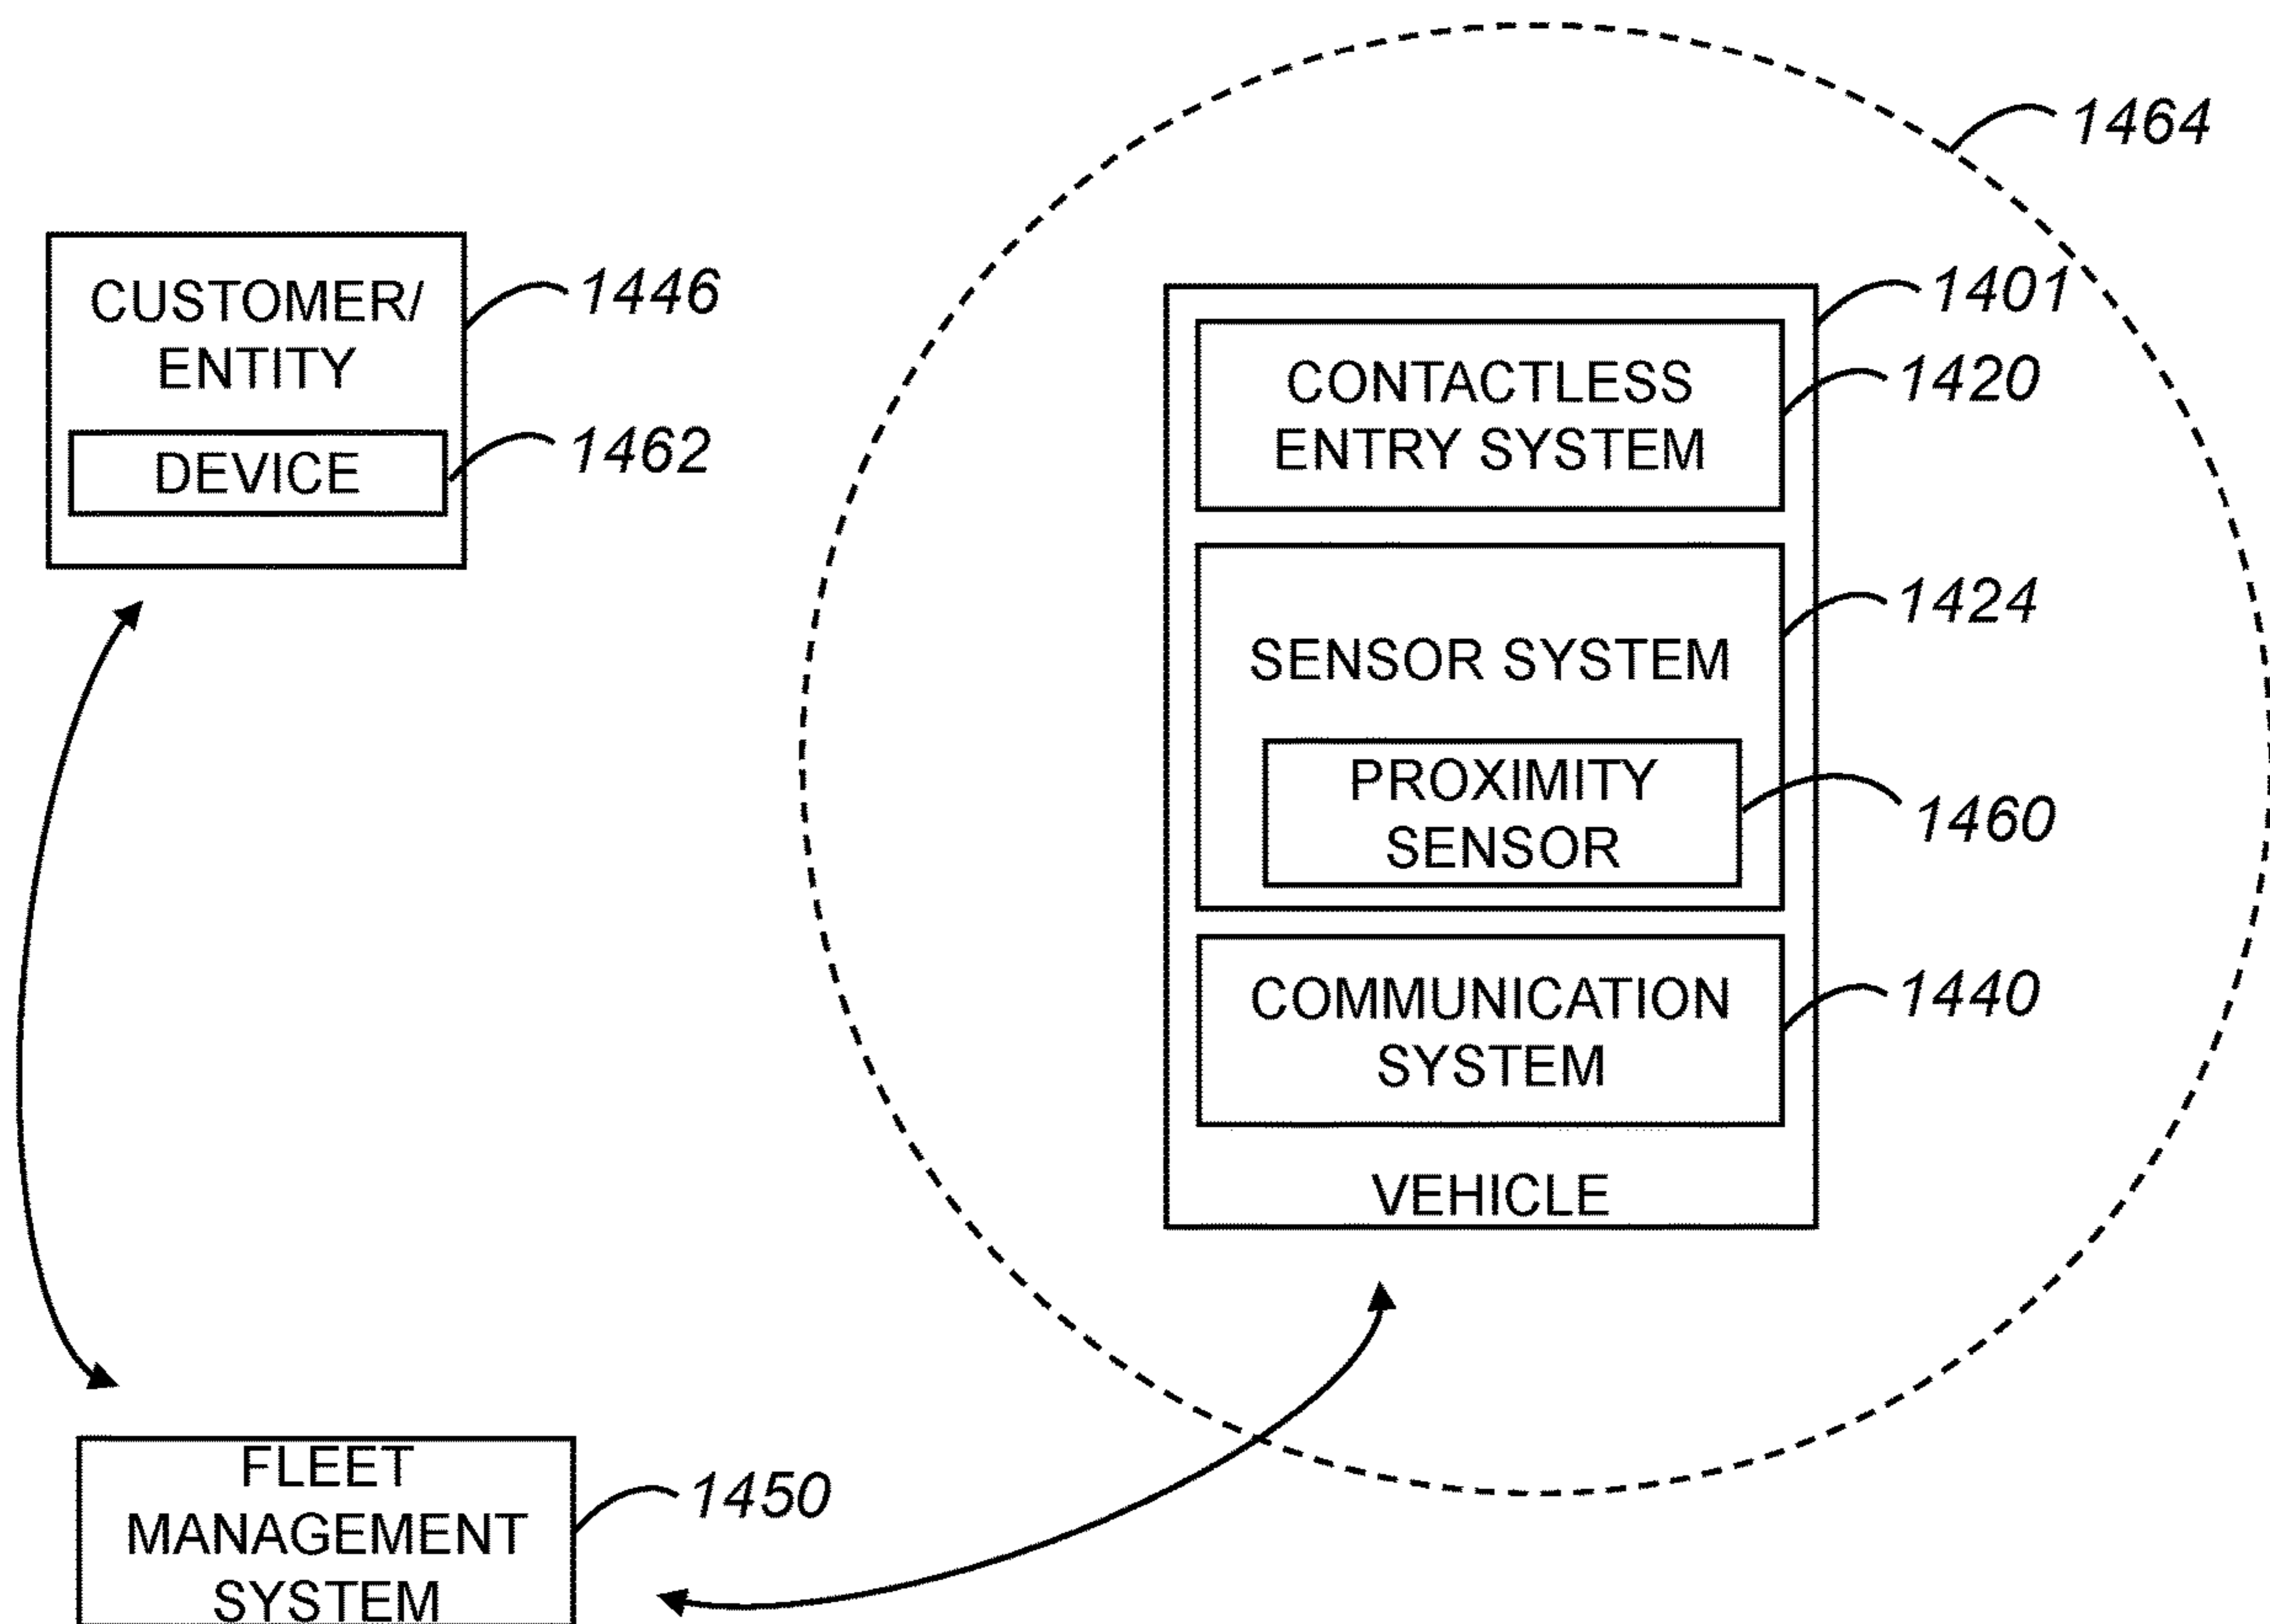 1464
CUSTOMER/
ENTITY
1446
DEVICE
1462
1401
CONTACTLESS
ENTRY SYSTEM
1420
SENSOR SYSTEM
1424
PROXIMITY
SENSOR
1460
COMMUNICATION
SYSTEM
1440
VEHICLE
FLEET
MANAGEMENT
SYSTEM
1450